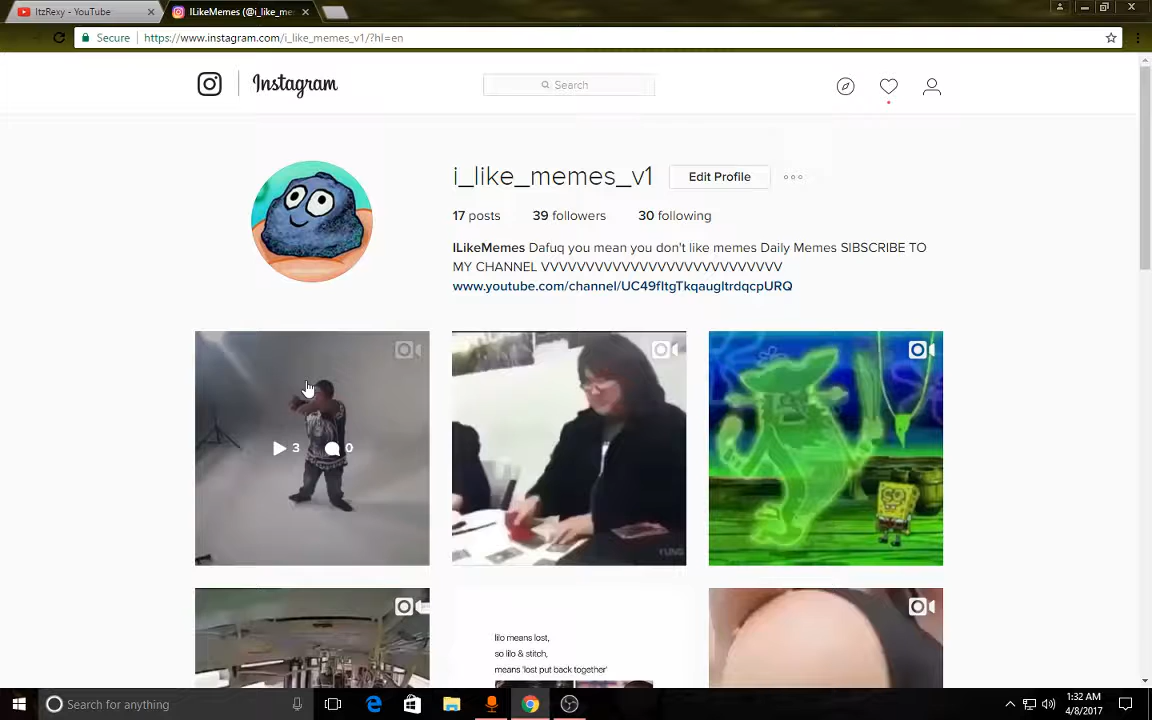 ItzRexy - YouTube
ILikeMemes (@i_like_me
Secure https://www.instagram.com/i_like_memes_v1/?hl=en
Instagram
Search
i_like_memes_v1 Edit Profile
17 posts 39 followers 30 following
ILikeMemes Dafuq you mean you don't like memes Daily Memes SIBSCRIBE TO
MY CHANNEL VVVVVVVVVVVVVVVVVVVVVVVVVVV
www.youtube.com/channel/UC49fItgTkqaugItrdqcpURQ
3 0
lilo means lost,
so lilo & stitch,
means 'lost put back together'
Search for anything
1:32 AM
4/8/2017